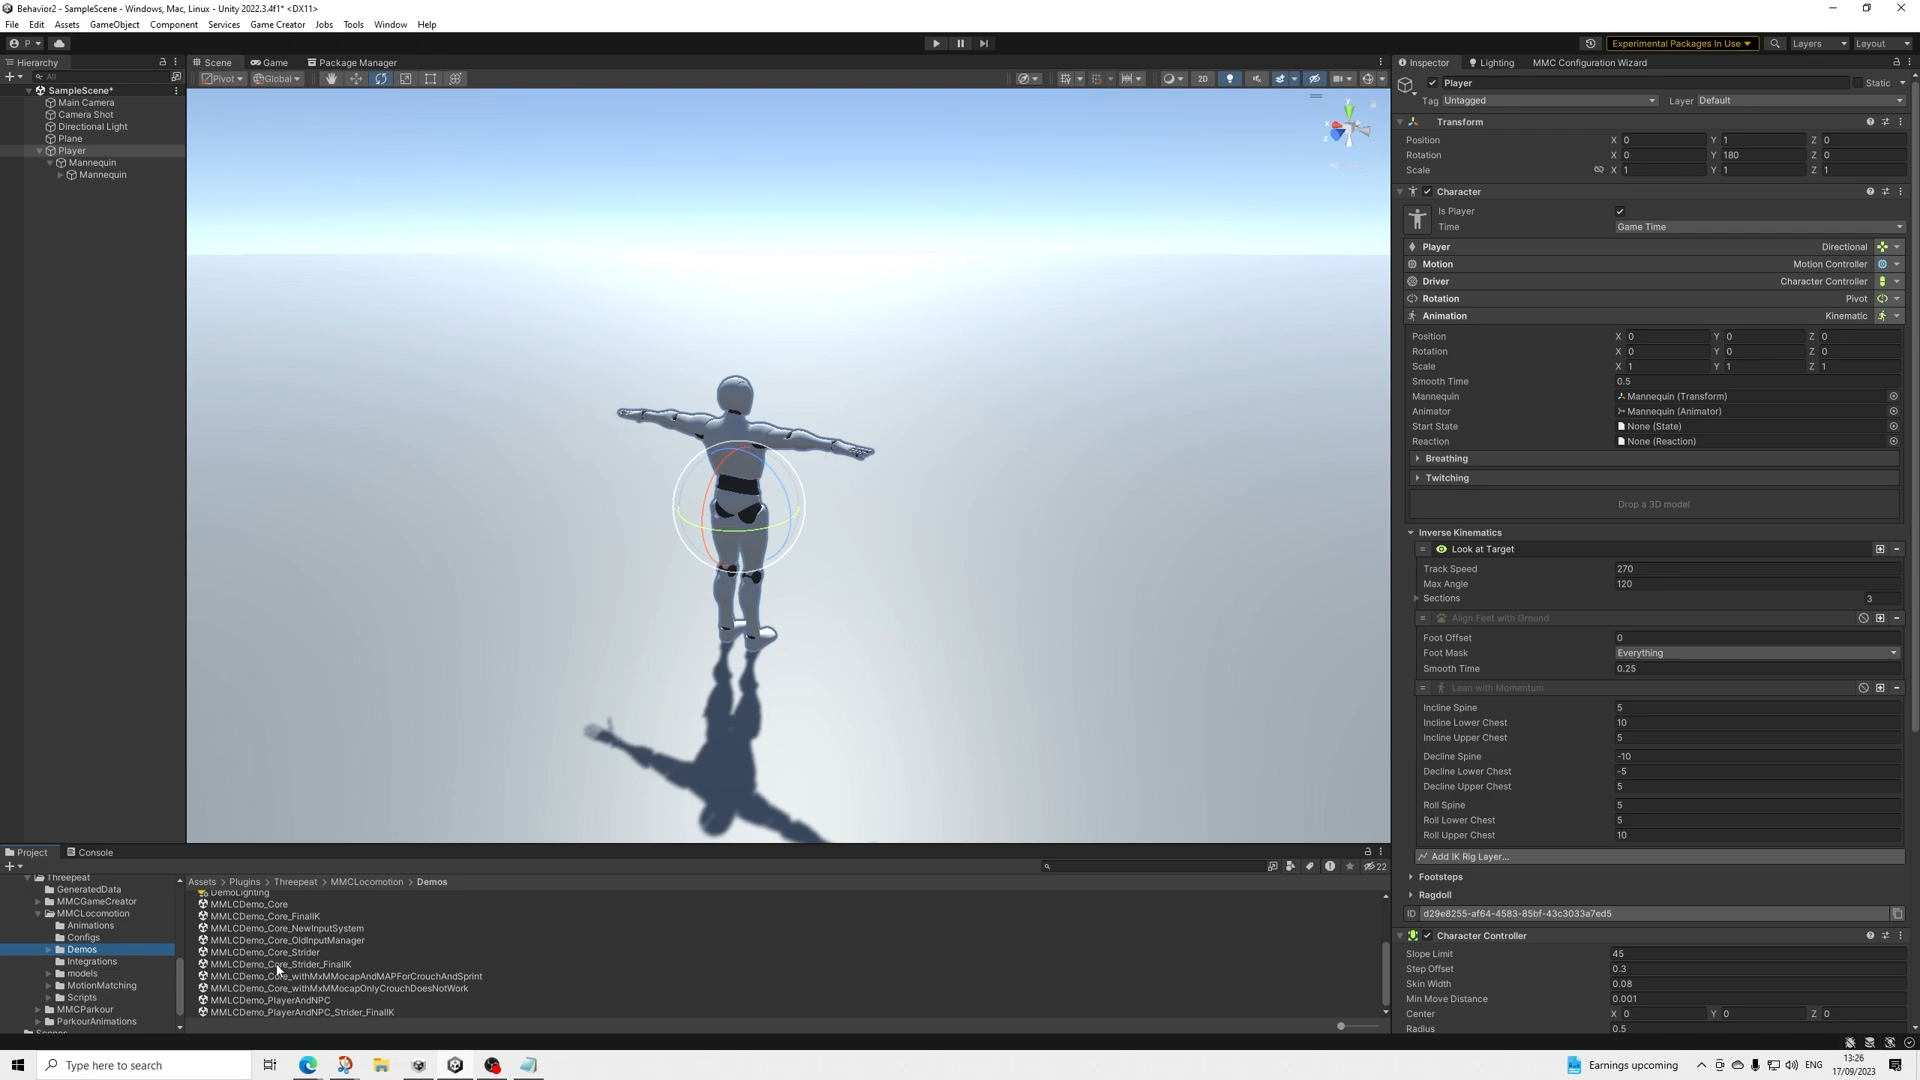 Behavior2 - SampleScene - Windows, Mac, Linux - Unity 2022.3.4f1* <DX11>
File Edit Assets GameObject Component Services Game Creator Jobs Tools Window Help
P Experimental Packages In Use Layers Layout
Hierarchy
All
SampleScene*
Main Camera
Camera Shot
Directional Light
Plane
Player
Mannequin
Mannequin
Scene Game Package Manager
Pivot Global 2D
y
x
z
Inspector Lighting MMC Configuration Wizard
Player Static
Tag Untagged Layer Default
Transform
Position X 0 Y 1 Z 0
Rotation X 0 Y 180 Z 0
Scale X 1 Y 1 Z 1
Character
Is Player
Time Game Time
Player Directional
Motion Motion Controller
Driver Character Controller
Rotation Pivot
Animation Kinematic
Position X 0 Y 0 Z 0
Rotation X 0 Y 0 Z 0
Scale X 1 Y 1 Z 1
Smooth Time 0.5
Mannequin Mannequin (Transform)
Animator Mannequin (Animator)
Start State None (State)
Reaction None (Reaction)
Breathing
Twitching
Drop a 3D model
Inverse Kinematics
Look at Target
Track Speed 270
Max Angle 120
Sections 3
Align Feet with Ground
Foot Offset 0
Foot Mask Everything
Smooth Time 0.25
Lean with Momentum
Incline Spine 5
Incline Lower Chest 10
Incline Upper Chest 5
Decline Spine -10
Decline Lower Chest -5
Decline Upper Chest 5
Roll Spine 5
Roll Lower Chest 5
Roll Upper Chest 10
Add IK Rig Layer...
Footsteps
Ragdoll
ID d29e8255-af64-4583-85bf-43c3033a7ed5
Character Controller
Slope Limit 45
Step Offset 0.3
Skin Width 0.08
Min Move Distance 0.001
Center X 0 Y 0 Z 0
Radius 0.5
Project Console
22
Threepeat
GeneratedData
MMCGameCreator
MMCLocomotion
Animations
Configs
Demos
Integrations
models
MotionMatching
Scripts
MMCParkour
ParkourAnimations
Scenes
Assets > Plugins > Threepeat > MMCLocomotion > Demos
DemoLighting
MMLCDemo_Core
MMLCDemo_Core_FinalIK
MMLCDemo_Core_NewInputSystem
MMLCDemo_Core_OldInputManager
MMLCDemo_Core_Strider
MMLCDemo_Core_Strider_FinalIK
MMLCDemo_Core_withMxMMocapAndMAPForCrouchAndSprint
MMLCDemo_Core_withMxMMocapOnlyCrouchDoesNotWork
MMLCDemo_PlayerAndNPC
MMLCDemo_PlayerAndNPC_Strider_FinalIK
Type here to search
Earnings upcoming
ENG
13:26
17/09/2023